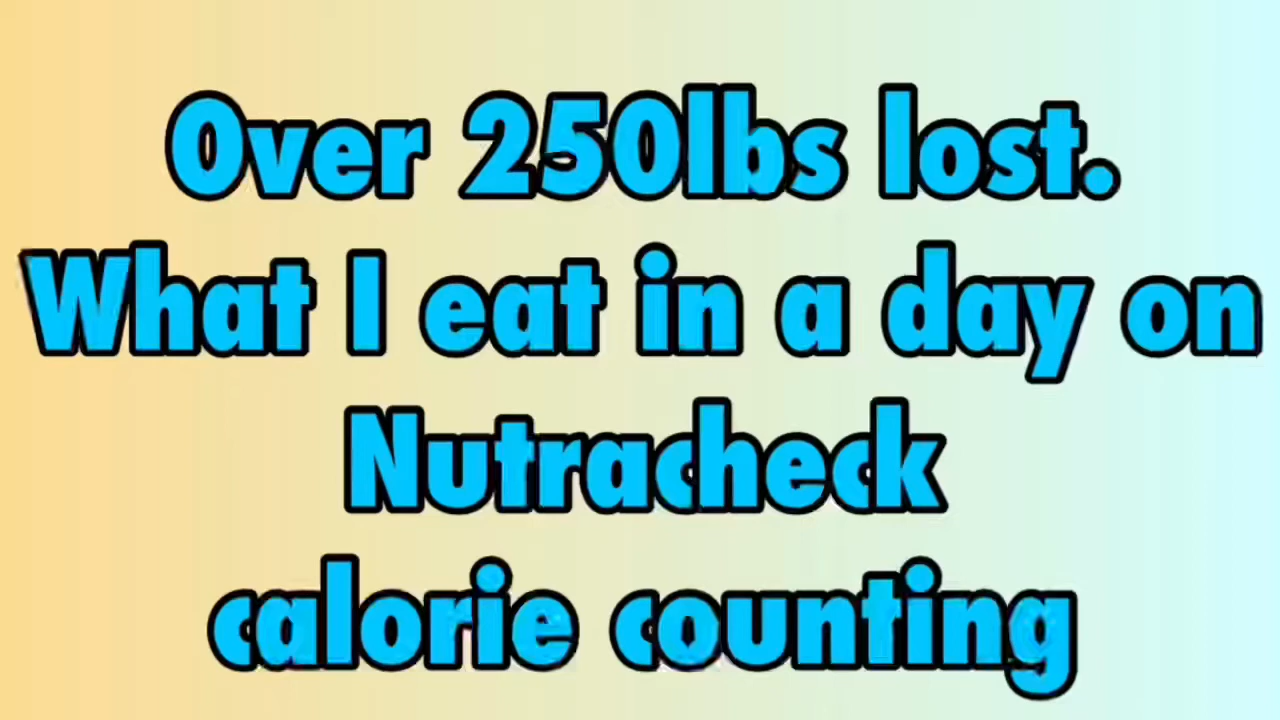 Over 250lbs lost.
What I eat in a day on
Nutracheck
calorie counting